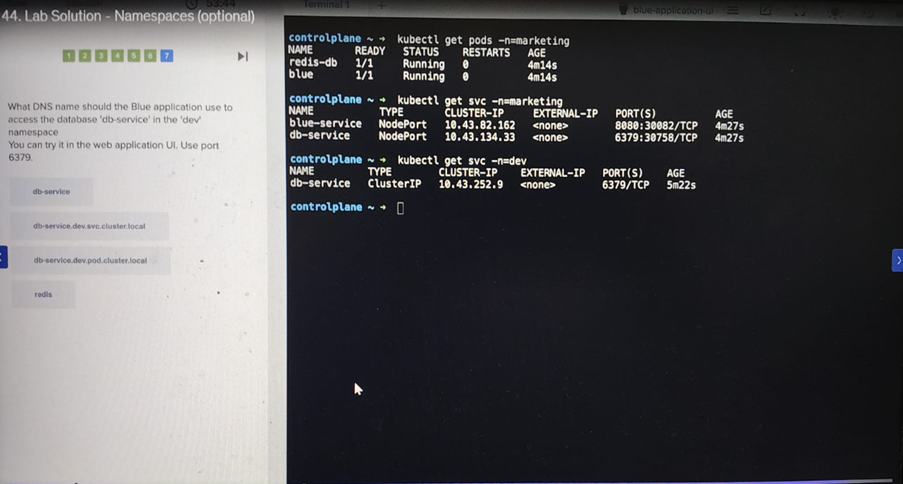 44. Lab Solution - Namespaces (optional)
Terminal 1 +
blue-application-ui
1 2 3 4 5 6 7
What DNS name should the Blue application use to
access the database 'db-service' in the 'dev'
namespace
You can try it in the web application UI. Use port
6379.
db-service
db-service.dev.svc.cluster.local
db-service.dev.pod.cluster.local
redis
controlplane ~ ➜ kubectl get pods -n=marketing
NAME READY STATUS RESTARTS AGE
redis-db 1/1 Running 0 4m14s
blue 1/1 Running 0 4m14s
controlplane ~ ➜ kubectl get svc -n=marketing
NAME TYPE CLUSTER-IP EXTERNAL-IP PORT(S) AGE
blue-service NodePort 10.43.82.162 <none> 8080:30082/TCP 4m27s
db-service NodePort 10.43.134.33 <none> 6379:30758/TCP 4m27s
controlplane ~ ➜ kubectl get svc -n=dev
NAME TYPE CLUSTER-IP EXTERNAL-IP PORT(S) AGE
db-service ClusterIP 10.43.252.9 <none> 6379/TCP 5m22s
controlplane ~ ➜